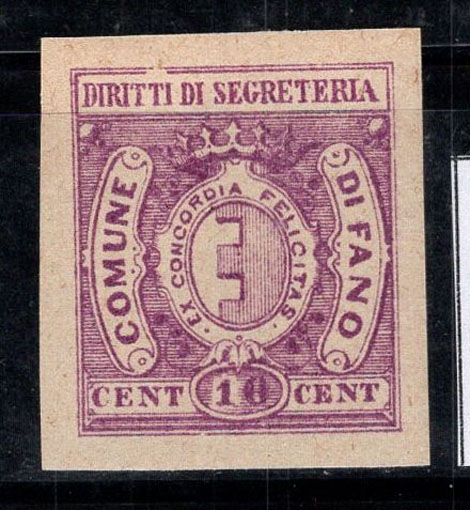 DIRITTI DI SEGRETERIA
COMUNE
DI FANO
EX CONCORDIA FELICITAS
CENT 10 CENT